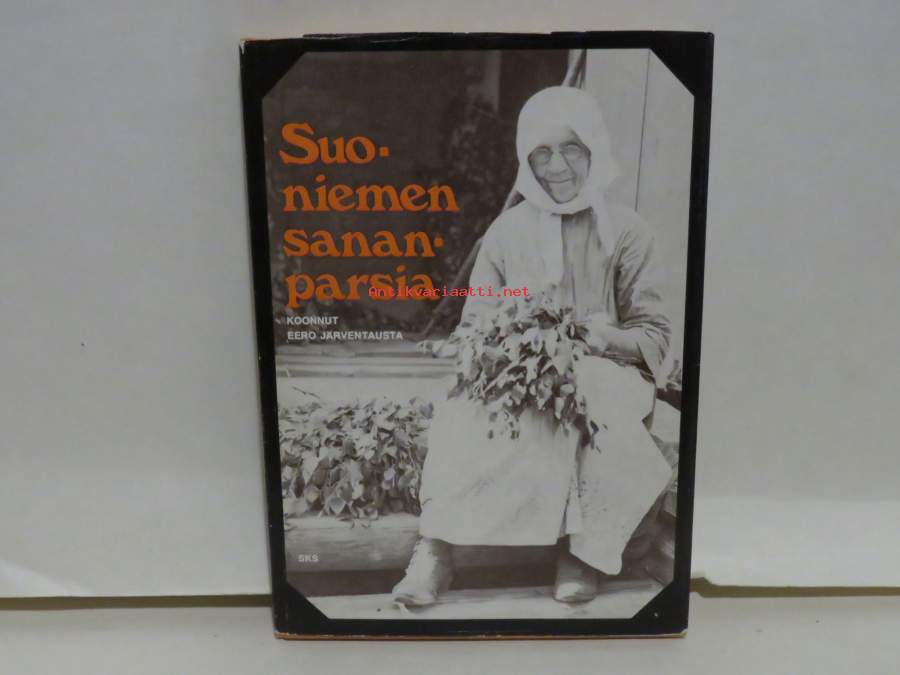 Suo-
niemen
sanan-
parsia
Antikvariaatti.net
KOONNUT
EERO JÄRVENTAUSTA
SKS